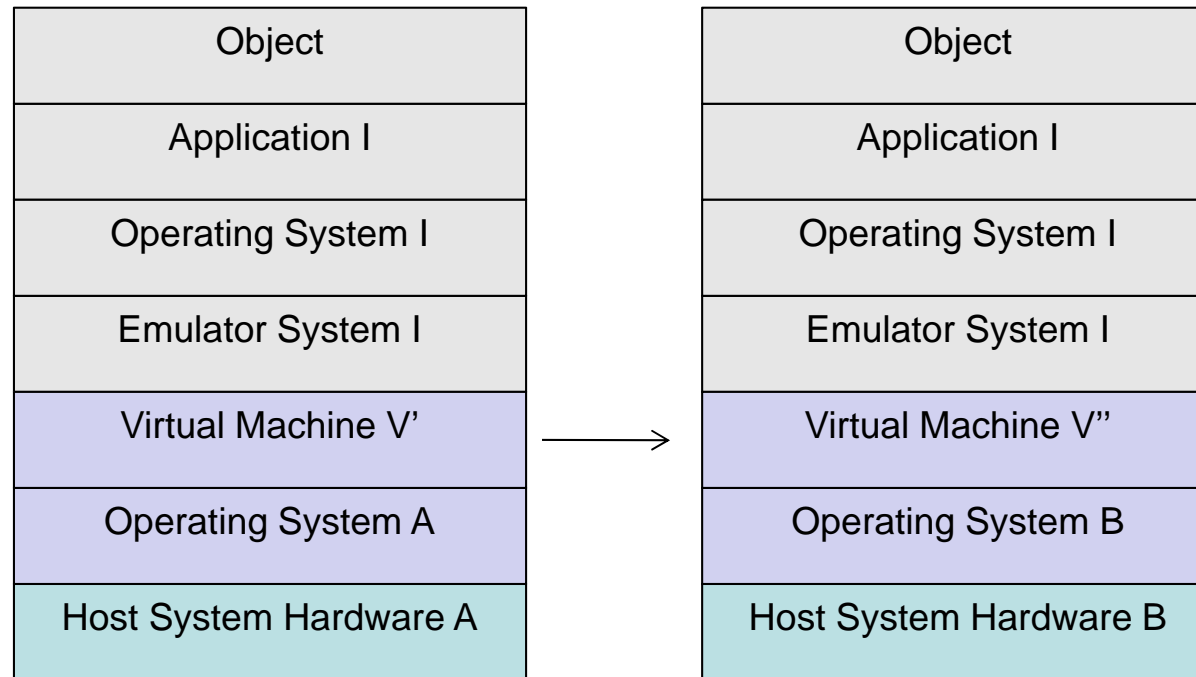 Object
Application I
Operating System I
Emulator System I
Virtual Machine V’
Operating System A
Host System Hardware A
Object
Application I
Operating System I
Emulator System I
Virtual Machine V’’
Operating System B
Host System Hardware B